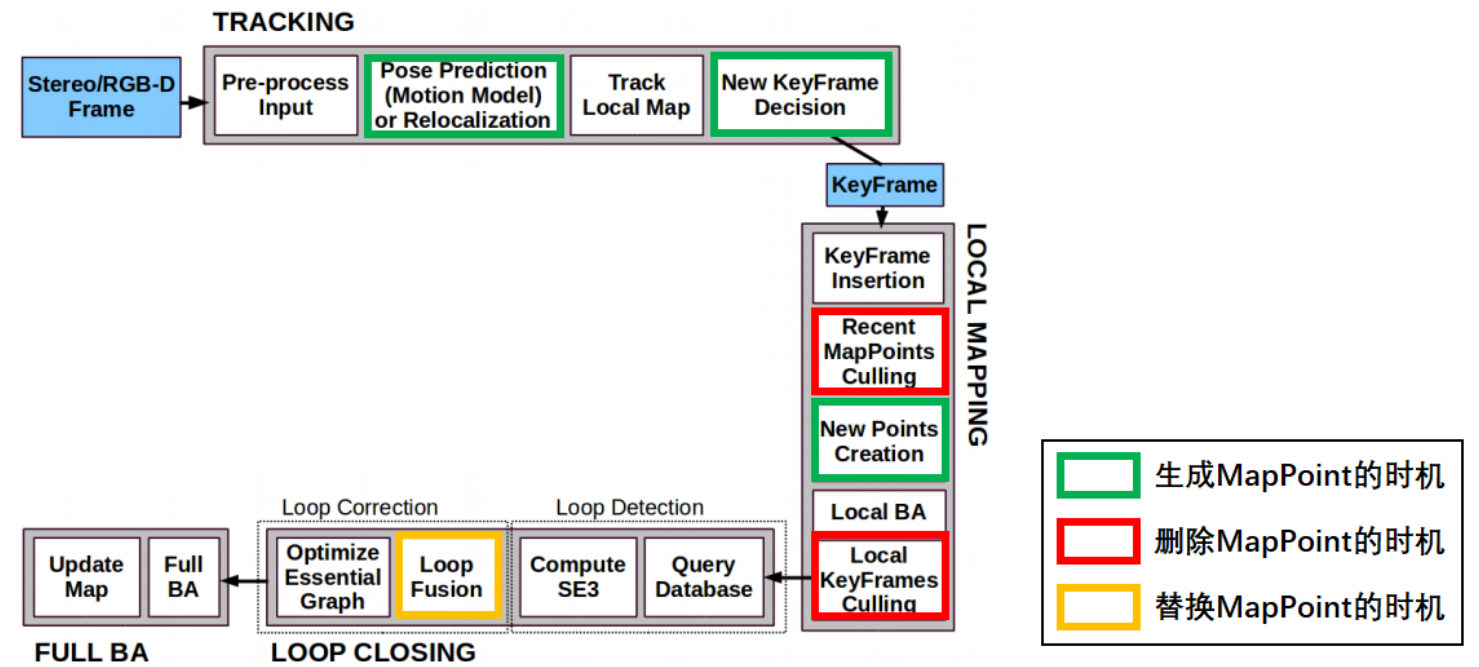 TRACKING
Stereo/RGB-D
Frame
Pre-process
Input
Pose Prediction
(Motion Model)
or Relocalization
Track
Local Map
New KeyFrame
Decision
KeyFrame
LOCAL MAPPING
KeyFrame
Insertion
Recent
MapPoints
Culling
New Points
Creation
Local BA
Local
KeyFrames
Culling
Loop Correction
Loop Detection
Optimize
Essential
Graph
Loop
Fusion
Compute
SE3
Query
Database
Update
Map
Full
BA
FULL BA
LOOP CLOSING
生成MapPoint的时机
删除MapPoint的时机
替换MapPoint的时机